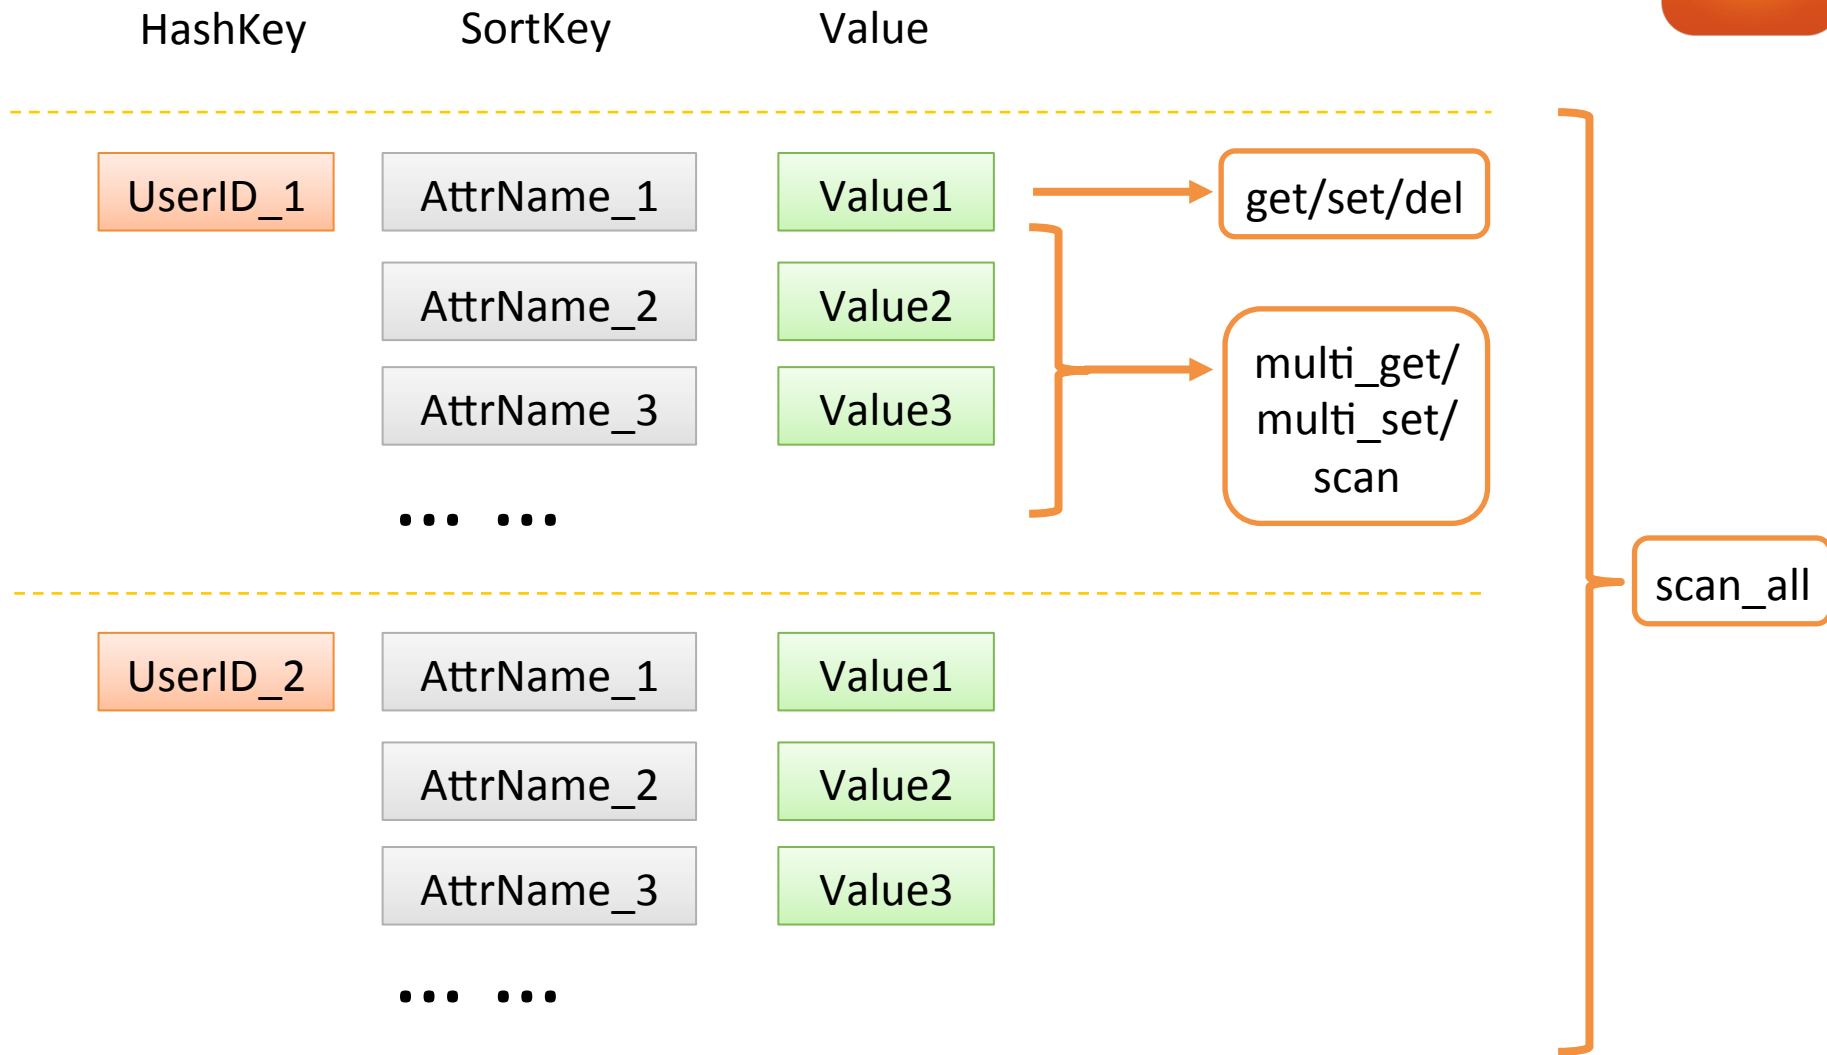 HashKey SortKey Value
UserID_1 AttrName_1 Value1 get/set/del
AttrName_2 Value2
AttrName_3 Value3
multi_get/
multi_set/
scan
... ...
scan_all
UserID_2 AttrName_1 Value1
AttrName_2 Value2
AttrName_3 Value3
... ...